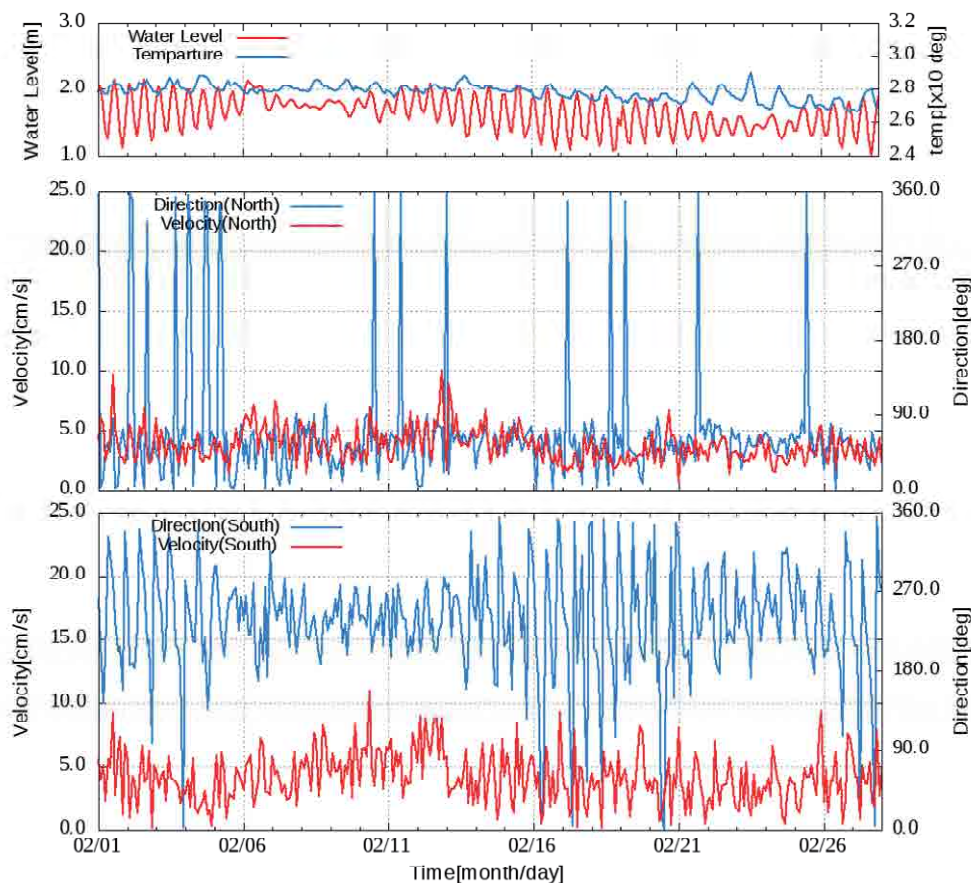 3.0
3.2
Water Level
Temparture
3.0
2.0
2.8
2.6
1.0
2.4
Water Level[m]
temp[x10 deg]
25.0
360.0
Direction(North)
Velocity(North)
20.0
270.0
15.0
180.0
10.0
90.0
5.0
0.0
0.0
Velocity[cm/s]
Direction[deg]
25.0
360.0
Direction(South)
Velocity(South)
20.0
270.0
15.0
180.0
10.0
90.0
5.0
0.0
0.0
Velocity[cm/s]
Direction[deg]
02/01 02/06 02/11 02/16 02/21 02/26
Time[month/day]